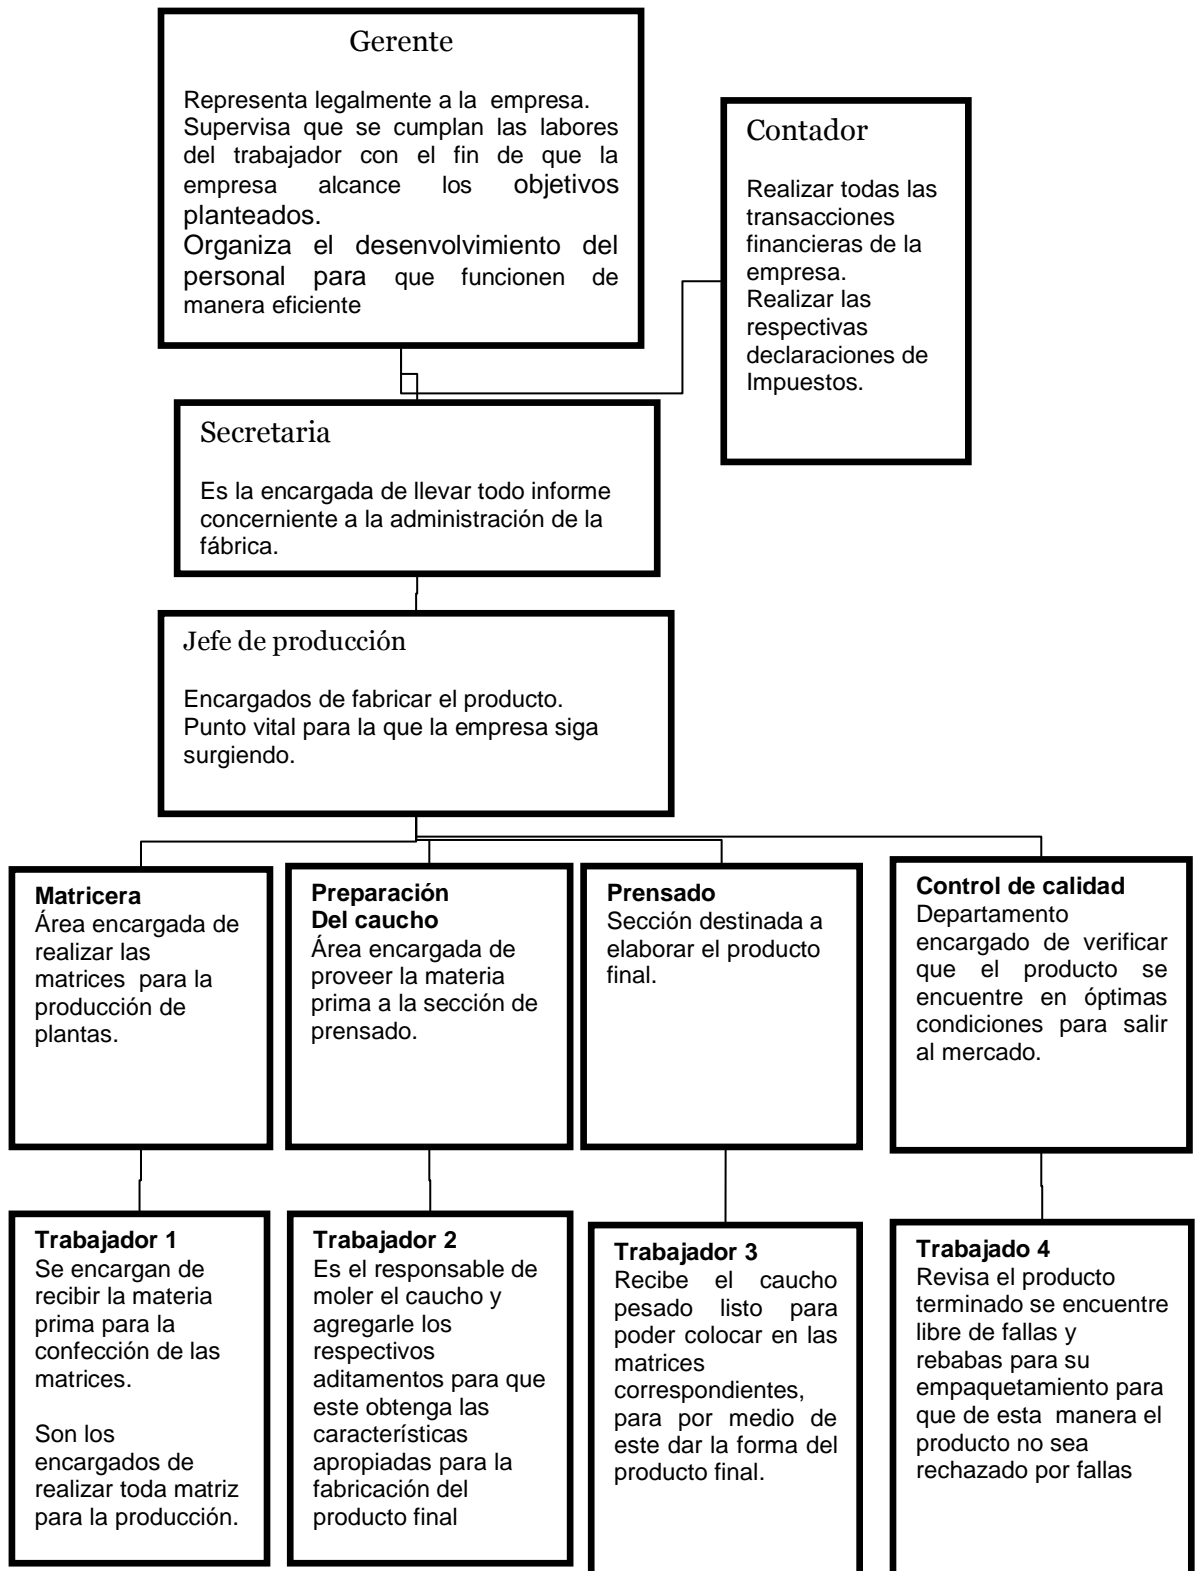 Gerente
Representa legalmente a la empresa.
Supervisa que se cumplan las labores
del trabajador con el fin de que la
empresa alcance los objetivos
planteados.
Organiza el desenvolvimiento del
personal para que funcionen de
manera eficiente
Contador
Realizar todas las
transacciones
financieras de la
empresa.
Realizar las
respectivas
declaraciones de
Impuestos.
Secretaria
Es la encargada de llevar todo informe
concerniente a la administración de la
fábrica.
Jefe de producción
Encargados de fabricar el producto.
Punto vital para la que la empresa siga
surgiendo.
Matricera
Área encargada de
realizar las
matrices para la
producción de
plantas.
Preparación
Del caucho
Área encargada de
proveer la materia
prima a la sección de
prensado.
Prensado
Sección destinada a
elaborar el producto
final.
Control de calidad
Departamento
encargado de verificar
que el producto se
encuentre en óptimas
condiciones para salir
al mercado.
Trabajador 1
Se encargan de
recibir la materia
prima para la
confección de las
matrices.
Son los
encargados de
realizar toda matriz
para la producción.
Trabajador 2
Es el responsable de
moler el caucho y
agregarle los
respectivos
aditamentos para que
este obtenga las
características
apropiadas para la
fabricación del
producto final
Trabajador 3
Recibe el caucho
pesado listo para
poder colocar en las
matrices
correspondientes,
para por medio de
este dar la forma del
producto final.
Trabajado 4
Revisa el producto
terminado se encuentre
libre de fallas y
rebabas para su
empaquetamiento para
que de esta manera el
producto no sea
rechazado por fallas